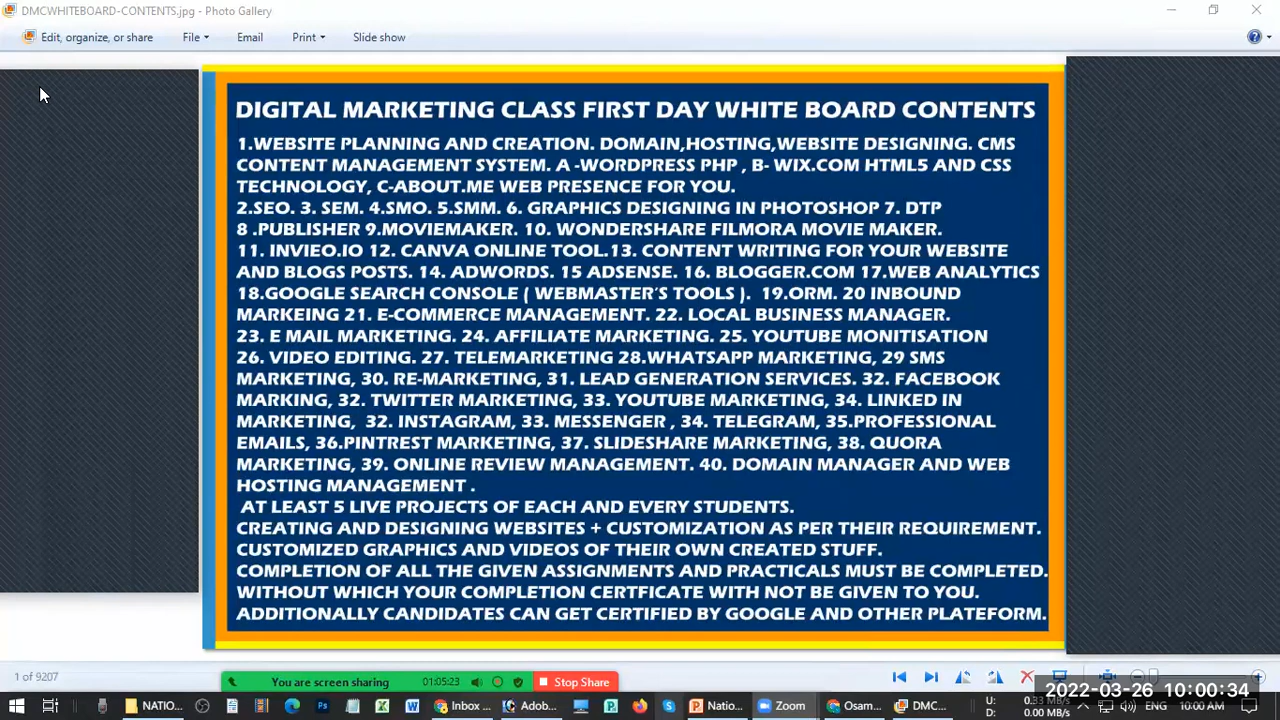 DMCWHITEBOARD-CONTENTS.jpg - Photo Gallery
Edit, organize, or share File Email Print Slide show
DIGITAL MARKETING CLASS FIRST DAY WHITE BOARD CONTENTS
1.WEBSITE PLANNING AND CREATION. DOMAIN,HOSTING,WEBSITE DESIGNING. CMS
CONTENT MANAGEMENT SYSTEM. A -WORDPRESS PHP , B- WIX.COM HTML5 AND CSS
TECHNOLOGY, C-ABOUT.ME WEB PRESENCE FOR YOU.
2.SEO. 3. SEM. 4.SMO. 5.SMM. 6. GRAPHICS DESIGNING IN PHOTOSHOP 7. DTP
8 .PUBLISHER 9.MOVIEMAKER. 10. WONDERSHARE FILMORA MOVIE MAKER.
11. INVIEO.IO 12. CANVA ONLINE TOOL.13. CONTENT WRITING FOR YOUR WEBSITE
AND BLOGS POSTS. 14. ADWORDS. 15 ADSENSE. 16. BLOGGER.COM 17.WEB ANALYTICS
18.GOOGLE SEARCH CONSOLE ( WEBMASTER'S TOOLS ). 19.ORM. 20 INBOUND
MARKEING 21. E-COMMERCE MANAGEMENT. 22. LOCAL BUSINESS MANAGER.
23. E MAIL MARKETING. 24. AFFILIATE MARKETING. 25. YOUTUBE MONITISATION
26. VIDEO EDITING. 27. TELEMARKETING 28.WHATSAPP MARKETING, 29 SMS
MARKETING, 30. RE-MARKETING, 31. LEAD GENERATION SERVICES. 32. FACEBOOK
MARKING, 32. TWITTER MARKETING, 33. YOUTUBE MARKETING, 34. LINKED IN
MARKETING, 32. INSTAGRAM, 33. MESSENGER , 34. TELEGRAM, 35.PROFESSIONAL
EMAILS, 36.PINTREST MARKETING, 37. SLIDESHARE MARKETING, 38. QUORA
MARKETING, 39. ONLINE REVIEW MANAGEMENT. 40. DOMAIN MANAGER AND WEB
HOSTING MANAGEMENT .
AT LEAST 5 LIVE PROJECTS OF EACH AND EVERY STUDENTS.
CREATING AND DESIGNING WEBSITES + CUSTOMIZATION AS PER THEIR REQUIREMENT.
CUSTOMIZED GRAPHICS AND VIDEOS OF THEIR OWN CREATED STUFF.
COMPLETION OF ALL THE GIVEN ASSIGNMENTS AND PRACTICALS MUST BE COMPLETED.
WITHOUT WHICH YOUR COMPLETION CERTFICATE WITH NOT BE GIVEN TO YOU.
ADDITIONALLY CANDIDATES CAN GET CERTIFIED BY GOOGLE AND OTHER PLATEFORM.
1 of 9207 You are screen sharing 01:05:23 Stop Share
2022-03-26 10:00:34
NATIO... Inbox ... Adob... Natio... Zoom Osam... DMC... U: 0.33 MB/s ENG 10:00 AM
D: 0.00 MB/s